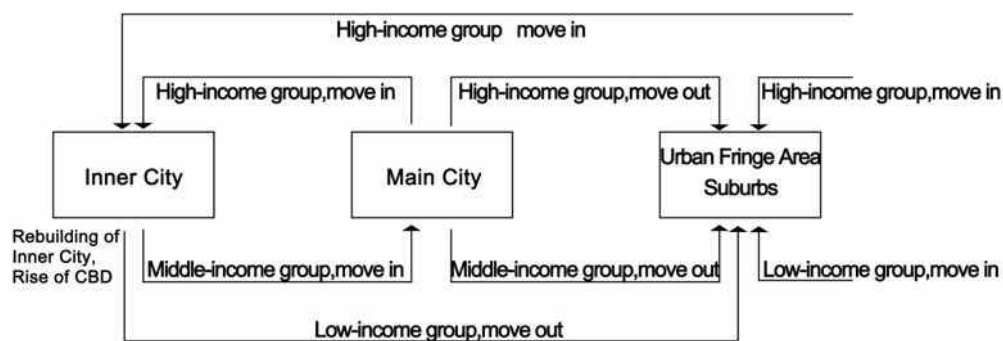 High-income group move in
High-income group,move in
High-income group,move out
High-income group,move in
Inner City
Main City
Urban Fringe Area
Suburbs
Rebuilding of
Inner City,
Rise of CBD
Middle-income group,move in
Middle-income group,move out
Low-income group,move in
Low-income group,move out